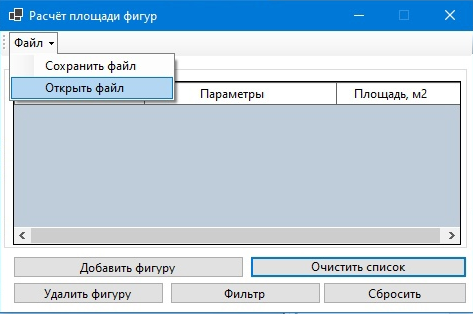 Расчёт площади фигур
Файл
Сохранить файл
Открыть файл
Параметры
Площадь, м2
Добавить фигуру
Очистить список
Удалить фигуру
Фильтр
Сбросить